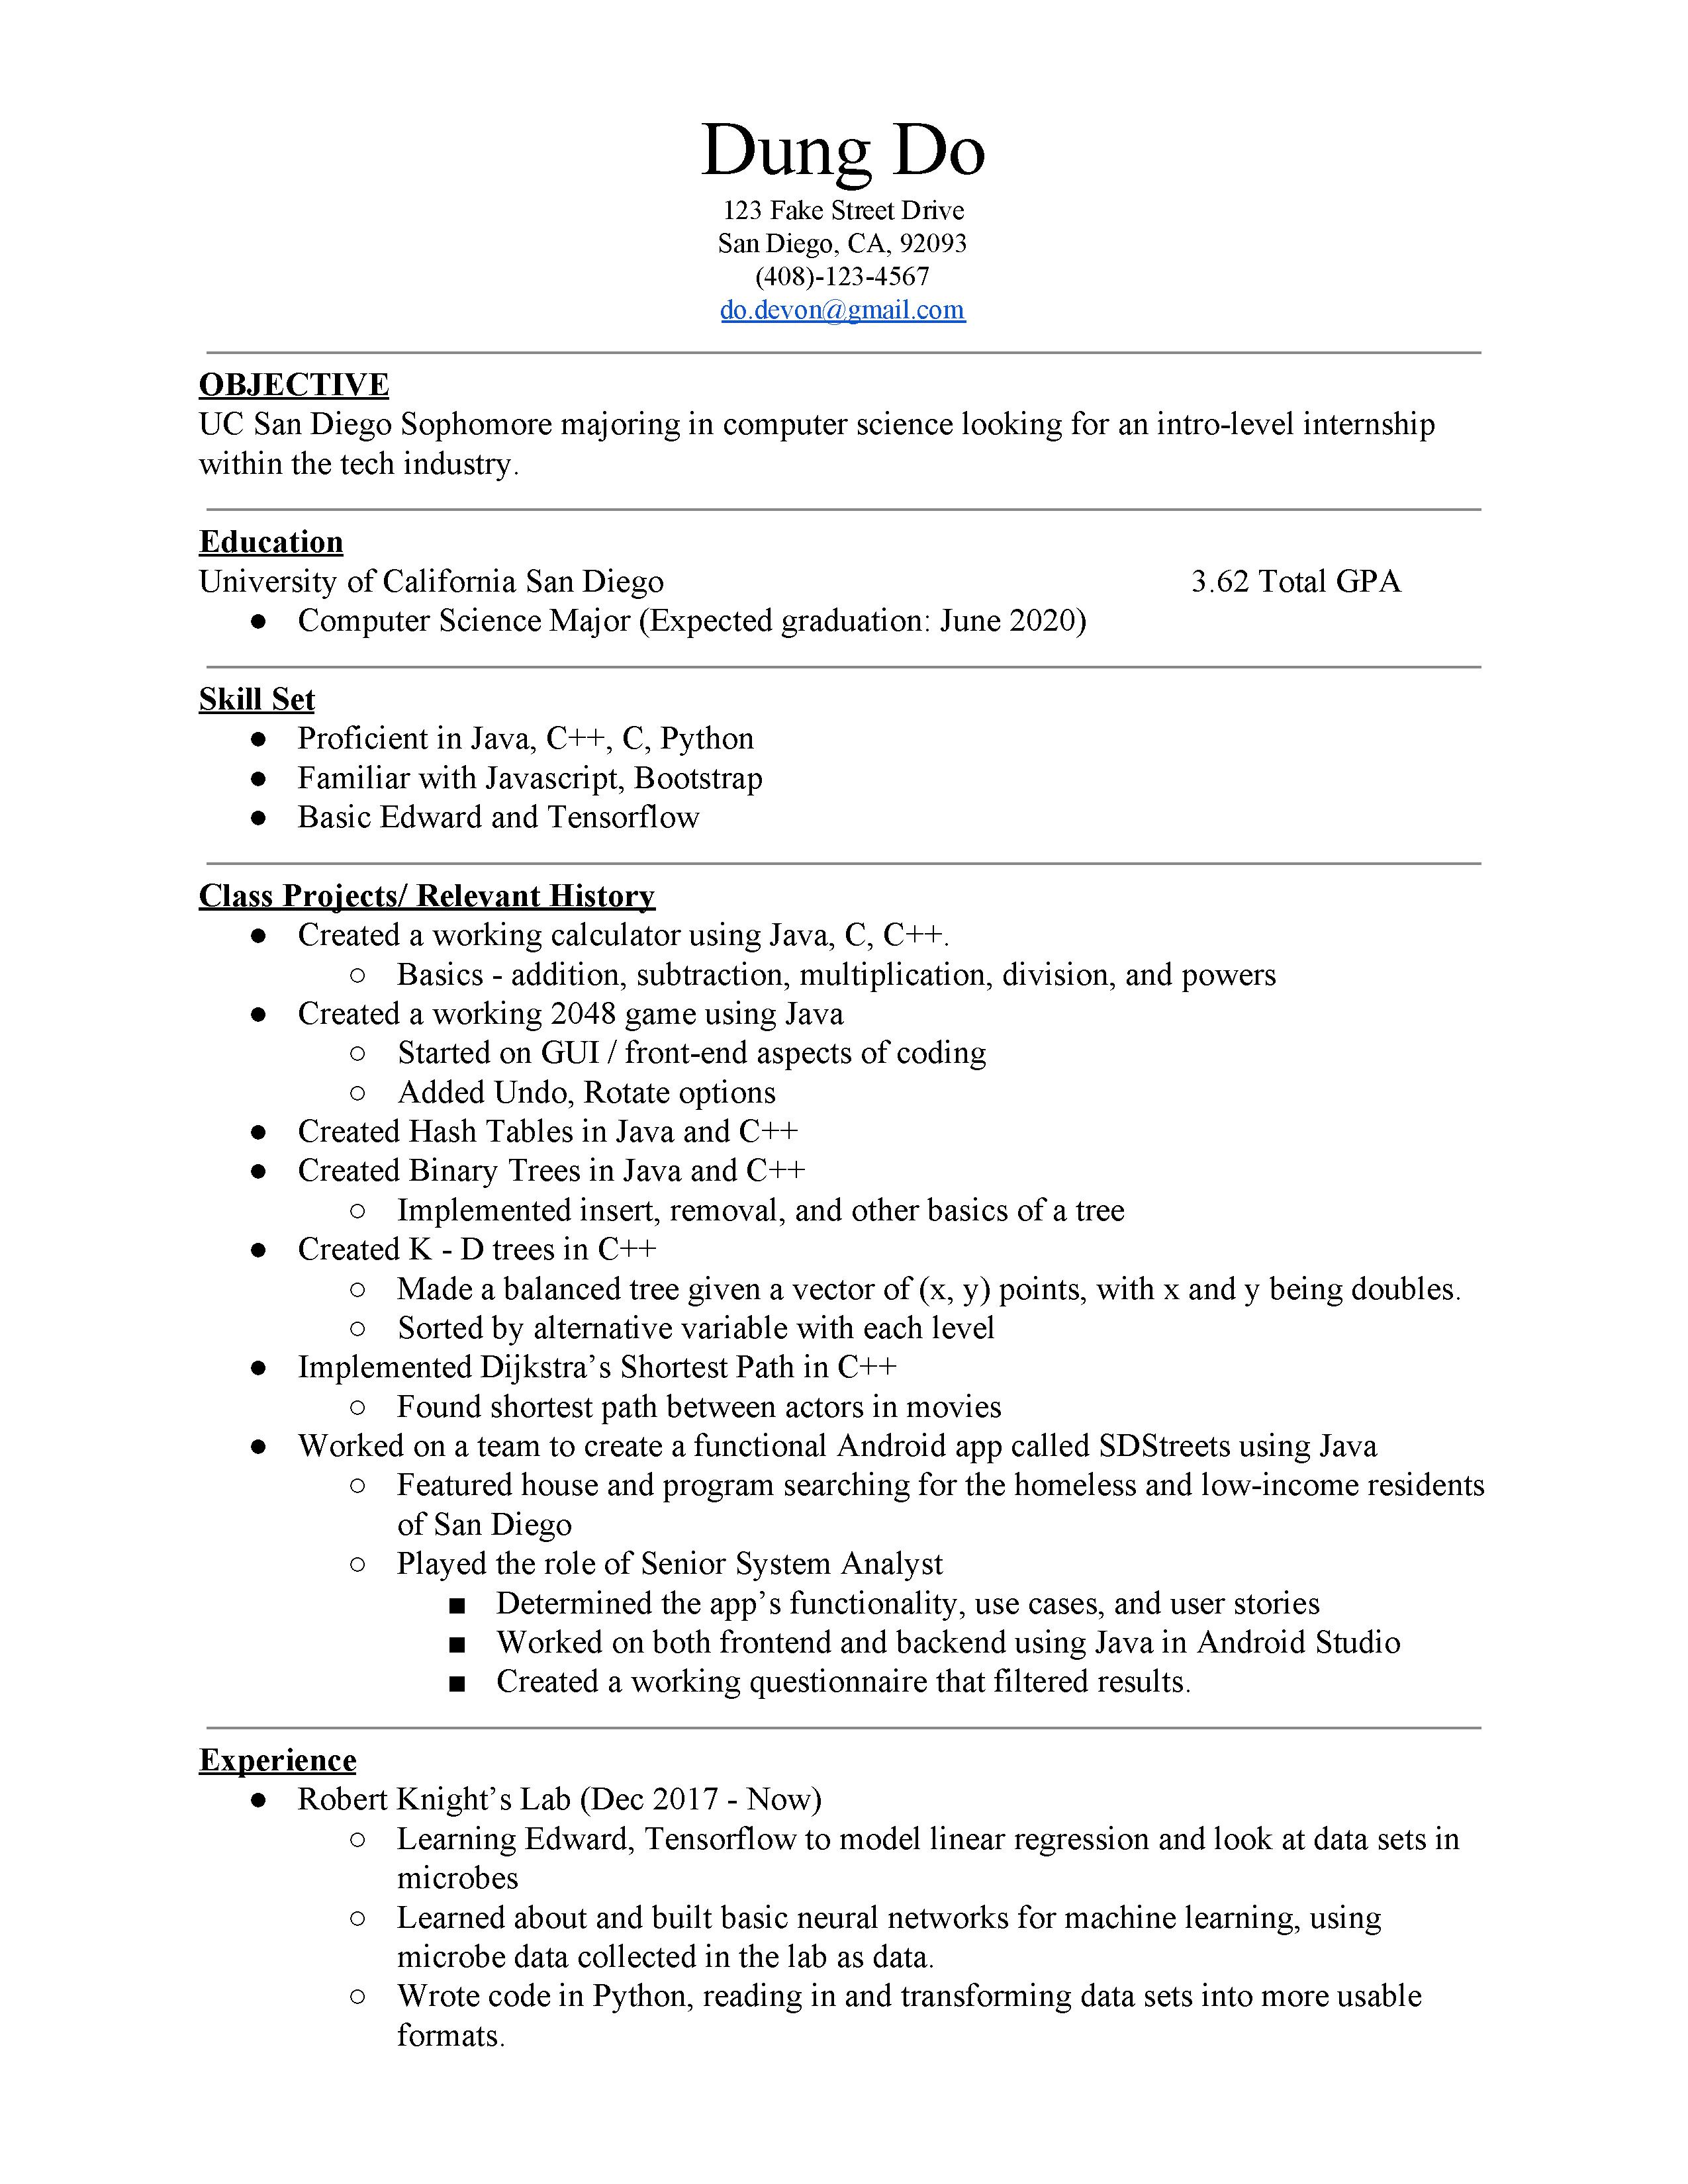 Dung Do
123 Fake Street Drive
San Diego, CA, 92093
(408)-123-4567
do.devon@gmail.com
OBJECTIVE
UC San Diego Sophomore majoring in computer science looking for an intro-level internship
within the tech industry.
Education
University of California San Diego 3.62 Total GPA
● Computer Science Major (Expected graduation: June 2020)
Skill Set
● Proficient in Java, C++, C, Python
● Familiar with Javascript, Bootstrap
● Basic Edward and Tensorflow
Class Projects/ Relevant History
● Created a working calculator using Java, C, C++.
○ Basics - addition, subtraction, multiplication, division, and powers
● Created a working 2048 game using Java
○ Started on GUI / front-end aspects of coding
○ Added Undo, Rotate options
● Created Hash Tables in Java and C++
● Created Binary Trees in Java and C++
○ Implemented insert, removal, and other basics of a tree
● Created K - D trees in C++
○ Made a balanced tree given a vector of (x, y) points, with x and y being doubles.
○ Sorted by alternative variable with each level
● Implemented Dijkstra’s Shortest Path in C++
○ Found shortest path between actors in movies
● Worked on a team to create a functional Android app called SDStreets using Java
○ Featured house and program searching for the homeless and low-income residents
of San Diego
○ Played the role of Senior System Analyst
■ Determined the app’s functionality, use cases, and user stories
■ Worked on both frontend and backend using Java in Android Studio
■ Created a working questionnaire that filtered results.
Experience
● Robert Knight’s Lab (Dec 2017 - Now)
○ Learning Edward, Tensorflow to model linear regression and look at data sets in
microbes
○ Learned about and built basic neural networks for machine learning, using
microbe data collected in the lab as data.
○ Wrote code in Python, reading in and transforming data sets into more usable
formats.